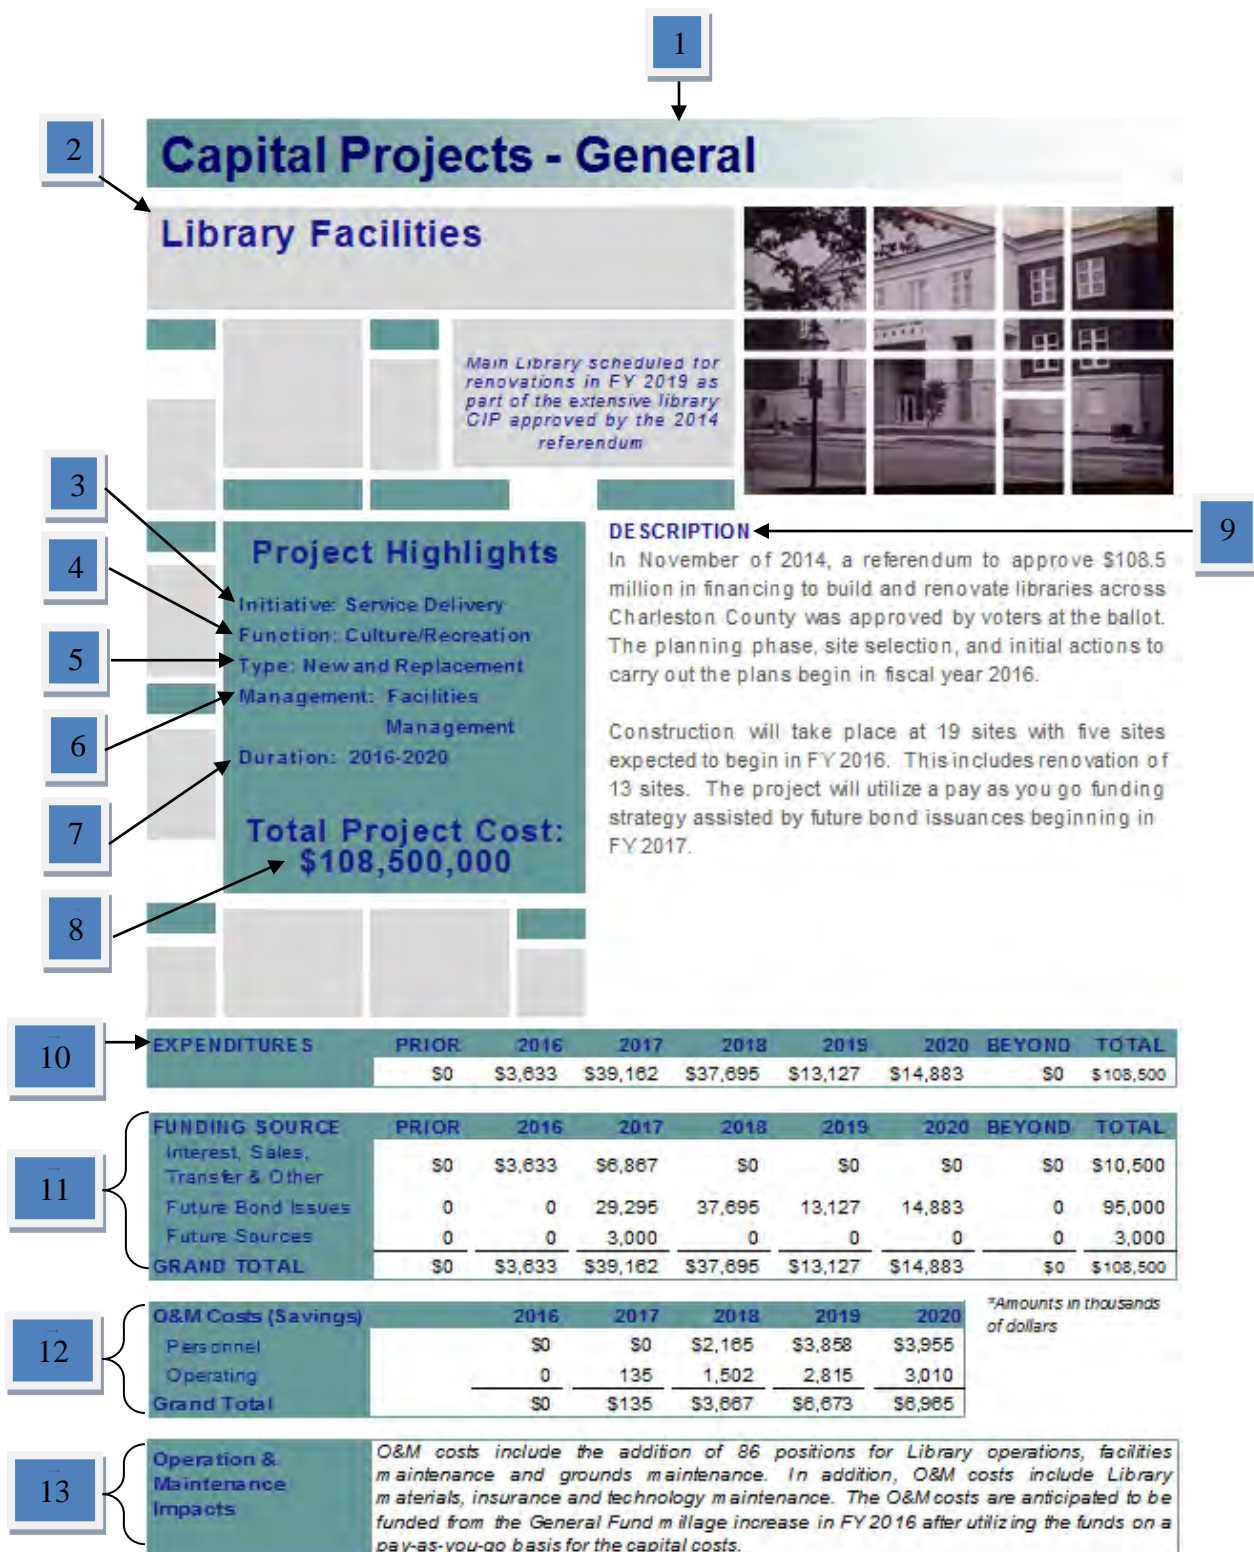 1
2
Capital Projects - General
Library Facilities
Main Library scheduled for
renovations in FY 2019 as
part of the extensive library
CIP approved by the 2014
referendum
3
4
5
6
7
8
Project Highlights
Initiative: Service Delivery
Function: Culture/Recreation
Type: New and Replacement
Management: Facilities
Management
Duration: 2016-2020
Total Project Cost:
$108,500,000
DESCRIPTION
9
In November of 2014, a referendum to approve $108.5
million in financing to build and renovate libraries across
Charleston County was approved by voters at the ballot.
The planning phase, site selection, and initial actions to
carry out the plans begin in fiscal year 2016.
Construction will take place at 19 sites with five sites
expected to begin in FY 2016. This includes renovation of
13 sites. The project will utilize a pay as you go funding
strategy assisted by future bond issuances beginning in
FY 2017.
10
EXPENDITURES PRIOR 2016 2017 2018 2019 2020 BEYOND TOTAL
$0 $3,633 $39,162 $37,695 $13,127 $14,883 $0 $108,500
11
FUNDING SOURCE PRIOR 2016 2017 2018 2019 2020 BEYOND TOTAL
Interest, Sales,
Transfer & Other $0 $3,633 $6,867 $0 $0 $0 $0 $10,500
Future Bond Issues 0 0 29,295 37,695 13,127 14,883 0 95,000
Future Sources 0 0 3,000 0 0 0 0 3,000
GRAND TOTAL $0 $3,633 $39,162 $37,695 $13,127 $14,883 $0 $108,500
12
O&M Costs (Savings) 2016 2017 2018 2019 2020
Personnel $0 $0 $2,165 $3,858 $3,955
Operating 0 135 1,502 2,815 3,010
Grand Total $0 $135 $3,667 $6,673 $6,965
*Amounts in thousands
of dollars
13
Operation &
Maintenance
Impacts
O&M costs include the addition of 86 positions for Library operations, facilities
maintenance and grounds maintenance. In addition, O&M costs include Library
materials, insurance and technology maintenance. The O&M costs are anticipated to be
funded from the General Fund millage increase in FY 2016 after utilizing the funds on a
pay-as-you-go basis for the capital costs.